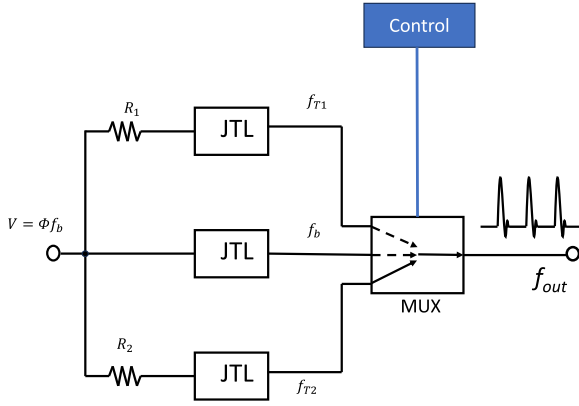 Control
R1
JTL
fT1
V = Φfb
JTL
fb
fout
MUX
R2
JTL
fT2